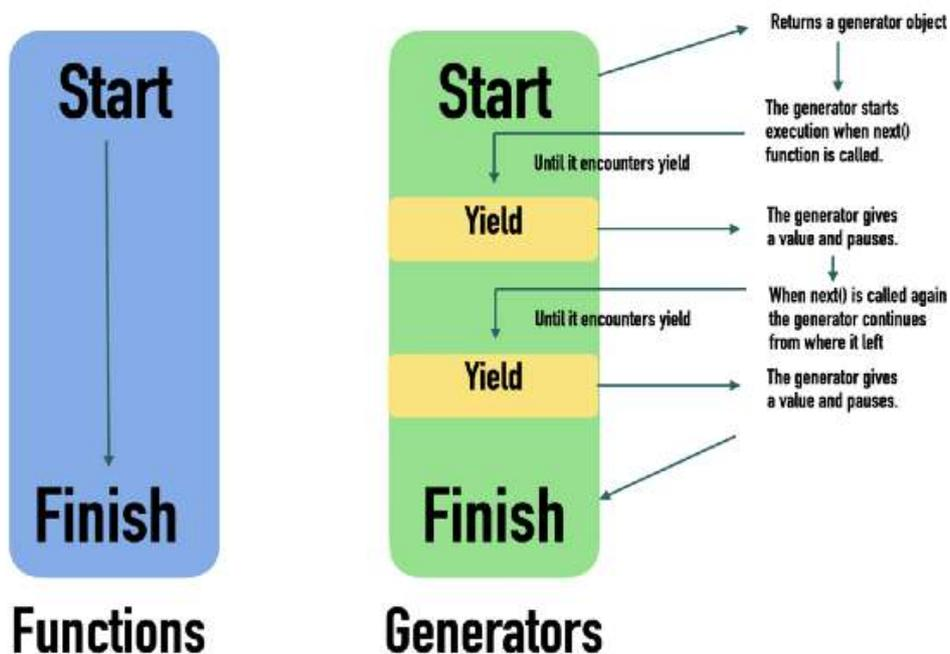 Start
Finish
Functions
Start
Returns a generator object
The generator starts
execution when next()
function is called.
Until it encounters yield
Yield
The generator gives
a value and pauses.
When next() is called again
the generator continues
from where it left
Until it encounters yield
Yield
The generator gives
a value and pauses.
Finish
Generators